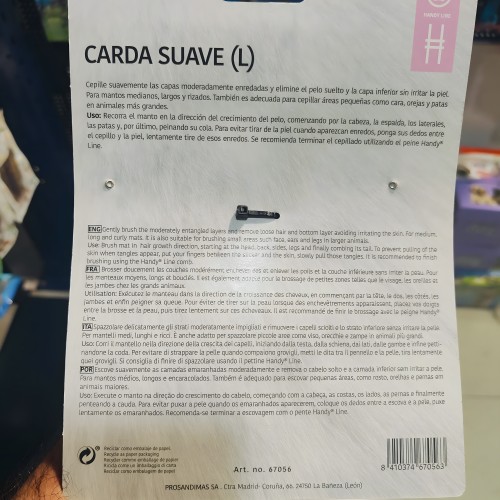 HANDY LINE
CARDA SUAVE (L)
Cepille suavemente las capas moderadamente enredadas y elimine el pelo suelto y la capa inferior sin irritar la piel.
Para mantos medianos, largos y rizados. También es adecuada para cepillar áreas pequeñas como cara, orejas y patas
en animales más grandes.
Uso: Recorra el manto en la dirección del crecimiento del pelo, comenzando por la cabeza, la espalda, los laterales,
las patas y, por último, peinando su cola. Para evitar tirar de la piel cuando aparezcan enredos, ponga sus dedos entre
el cepillo y la piel, lentamente tire de esos enredos. Se recomienda terminar el cepillado utilizando el peine Handy®
Line.
ENG Gently brush the moderately entangled layers and remove loose hair and bottom layer avoiding irritating the skin. For medium,
long and curly mats. It is also suitable for brushing small areas such face, ears and legs in larger animals.
Use: Brush mat in hair growth direction, starting at the head, back, sides, legs and finally combing its tail. To prevent pulling of the
skin when tangles appear, put your fingers between the and the skin, slowly pull those tangles. It is recommended to finish
brushing using the Handy® Line comb.
FRA Brosser doucement les couches modérément enchevêtrées et enlever les poils et la couche inférieure sans irriter la peau. Pour
les manteaux moyens, longs et bouclés. Il est également adéquat pour le brossage de petites zones telles que le visage, les oreilles et
les jambes chez les grands animaux.
Utilisation: Exécutez le manteau dans la direction de la croissance des cheveux, en commençant par la tête, le dos, les côtés, les
jambes et enfin peigner sa queue. Pour éviter de tirer sur la peau lorsque des enchevêtrements apparaissent, placez vos doigts
entre la brosse et la peau, puis tirez lentement sur ces écheveaux. Il est recommandé de finir le brossage avec le peigne Handy®
Line.
ITA Spazzolare delicatamente gli strati moderatamente impigliati e rimuovere i capelli sciolti e lo strato inferiore senza irritare la pelle.
Per mantelli medi, lunghi e ricci. È anche adatto per spazzolare piccole aree come viso, orecchie e zampe in animali più grandi.
Uso: Corri il mantello nella direzione della crescita dei capelli, iniziando dalla testa, dalla schiena, dai lati, dalle gambe e infine petti-
nandone la coda. Per evitare di strappare la pelle quando compaiono grovigli, metti le dita tra il pennello e la pelle, tira lentamente
quei grovigli. Si consiglia di finire di spazzolare usando il pettine Handy® Line.
POR Escove suavemente as camadas emaranhadas moderadamente e remova o cabelo solto e a camada inferior sem irritar a pele.
Para mantos médios, longos e encaracolados. Também é adequado para escovar pequenas áreas, como rosto, orelhas e pernas em
animais maiores.
Uso: Execute o manto na direção do crescimento do cabelo, começando com a cabeça, as costas, os lados, as pernas e finalmente
penteando a cauda. Para evitar puxar a pele quando os emaranhados aparecerem, coloque os dedos entre a escova e a pele, puxe
lentamente os emaranhados. Recomenda-se terminar a escovagem com o pente Handy® Line.
Reciclar como embalaje de papel
Recycle as paper packaging
Recycler comme emballage de papier
Ricicla come un imballaggio di carta
Reciclar como embalagem de papel
Art. no. 67056
8 410374 670563
PROSANDIMAS SA . Ctra Madrid- Coruña, 66. 24750 La Bañeza (León)